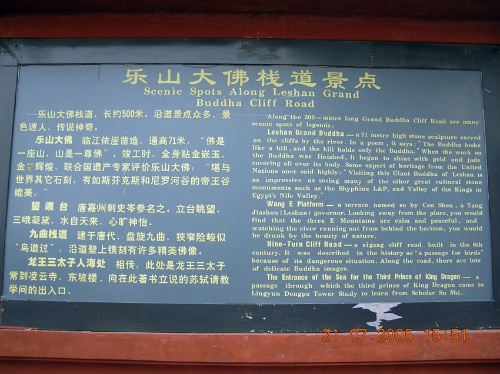 乐山大佛栈道景点
Scenic Spots Along Leshan Grand
Buddha Cliff Road
——乐山大佛栈道，长约500米，沿道景点众多，景
色迷人，传说神奇。
乐山大佛 临江依崖凿造，通高71米，“佛是
一座山，山是一尊佛”，竣工时，全身贴金嵌玉，
金 辉煌，联合国遗产专家评价乐山大佛：“堪与
世界其它石刻，有如斯芬克斯和尼罗河谷的帝王谷
媲美。”
望峨台 唐嘉州刺史岑参名之，立台眺望，
三峨凝黛，水自天来，心旷神怡。
九曲栈道 建于唐代，盘旋九曲，狭窄险峻似
“鸟道过”，沿道壁上镌刻有许多精美佛像。
龙王三太子入海处 相传，此处是龙王三太子
常到凌云寺、东坡楼，向在此著书立说的苏轼请教
学问的出入口。
——Along the 500-metre long Grand Buddha Cliff Road are many
scenic spots of legends.
Leshan Grand Buddha — a 71 metre high stone sculpture carved
on the cliffs by the river. In a poem, it says: "The Buddha looks
like a hill, and the hill holds only the Buddha." When the work on
the Buddha was finished, it began to shine with gold and jade
covering all over its body. Some expert of heritage from the United
Nations once said highly: "Visiting this Giant Buddha of Leshan is
as impressive as seeing many of the other great cultural stone
monuments such as the Shyphinx L&P, and Valley of the Kings in
Egypt's Nile Valley."
Wang E Platform — a terrace named so by Cen Shen, a Tang
Jiazhou (Leshan) governor. Looking away from the place, you would
find that the three E Mountains are calm and peaceful, and
watching the river running out from behind the horizon, you would
be drunk by the beauty of nature.
Nine-Turn Cliff Road — a zigzag cliff road built in the 8th
century. It was described in the history as "a passage for birds"
because of its dangerous situation. Along the road, there are lots
of delicate Buddha images.
The Entrance of the Sea for the Third Prince of King Dragon — a
passage through which the third prince of King Dragon came to
Lingyun Dongpo Tower Study to learn from Scholar Su Shi.
21 07 2005 15:51